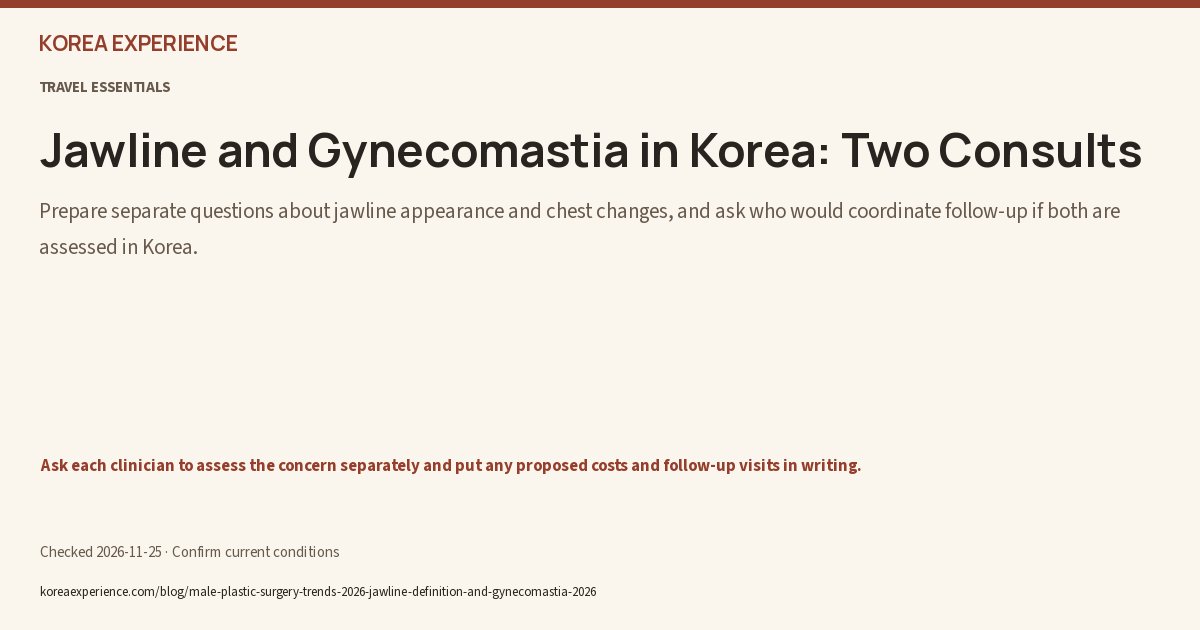 KOREA EXPERIENCE
TRAVEL ESSENTIALS
Jawline and Gynecomastia in Korea: Two Consults
Prepare separate questions about jawline appearance and chest changes, and ask who would coordinate follow-up if both are
assessed in Korea.
Ask each clinician to assess the concern separately and put any proposed costs and follow-up visits in writing.
Checked 2026-11-25 · Confirm current conditions
koreaexperience.com/blog/male-plastic-surgery-trends-2026-jawline-definition-and-gynecomastia-2026